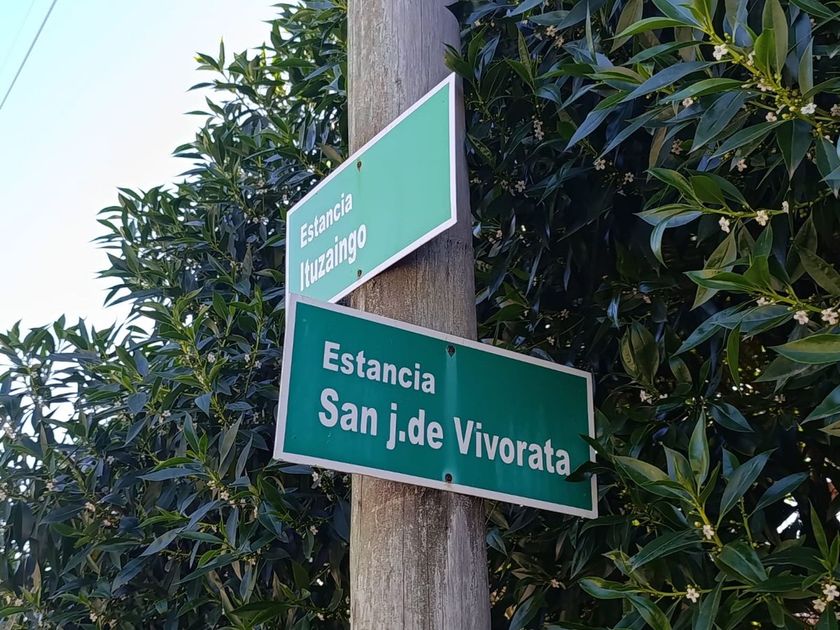 Estancia
Ituzaingo
Estancia
San j.de Vivorata